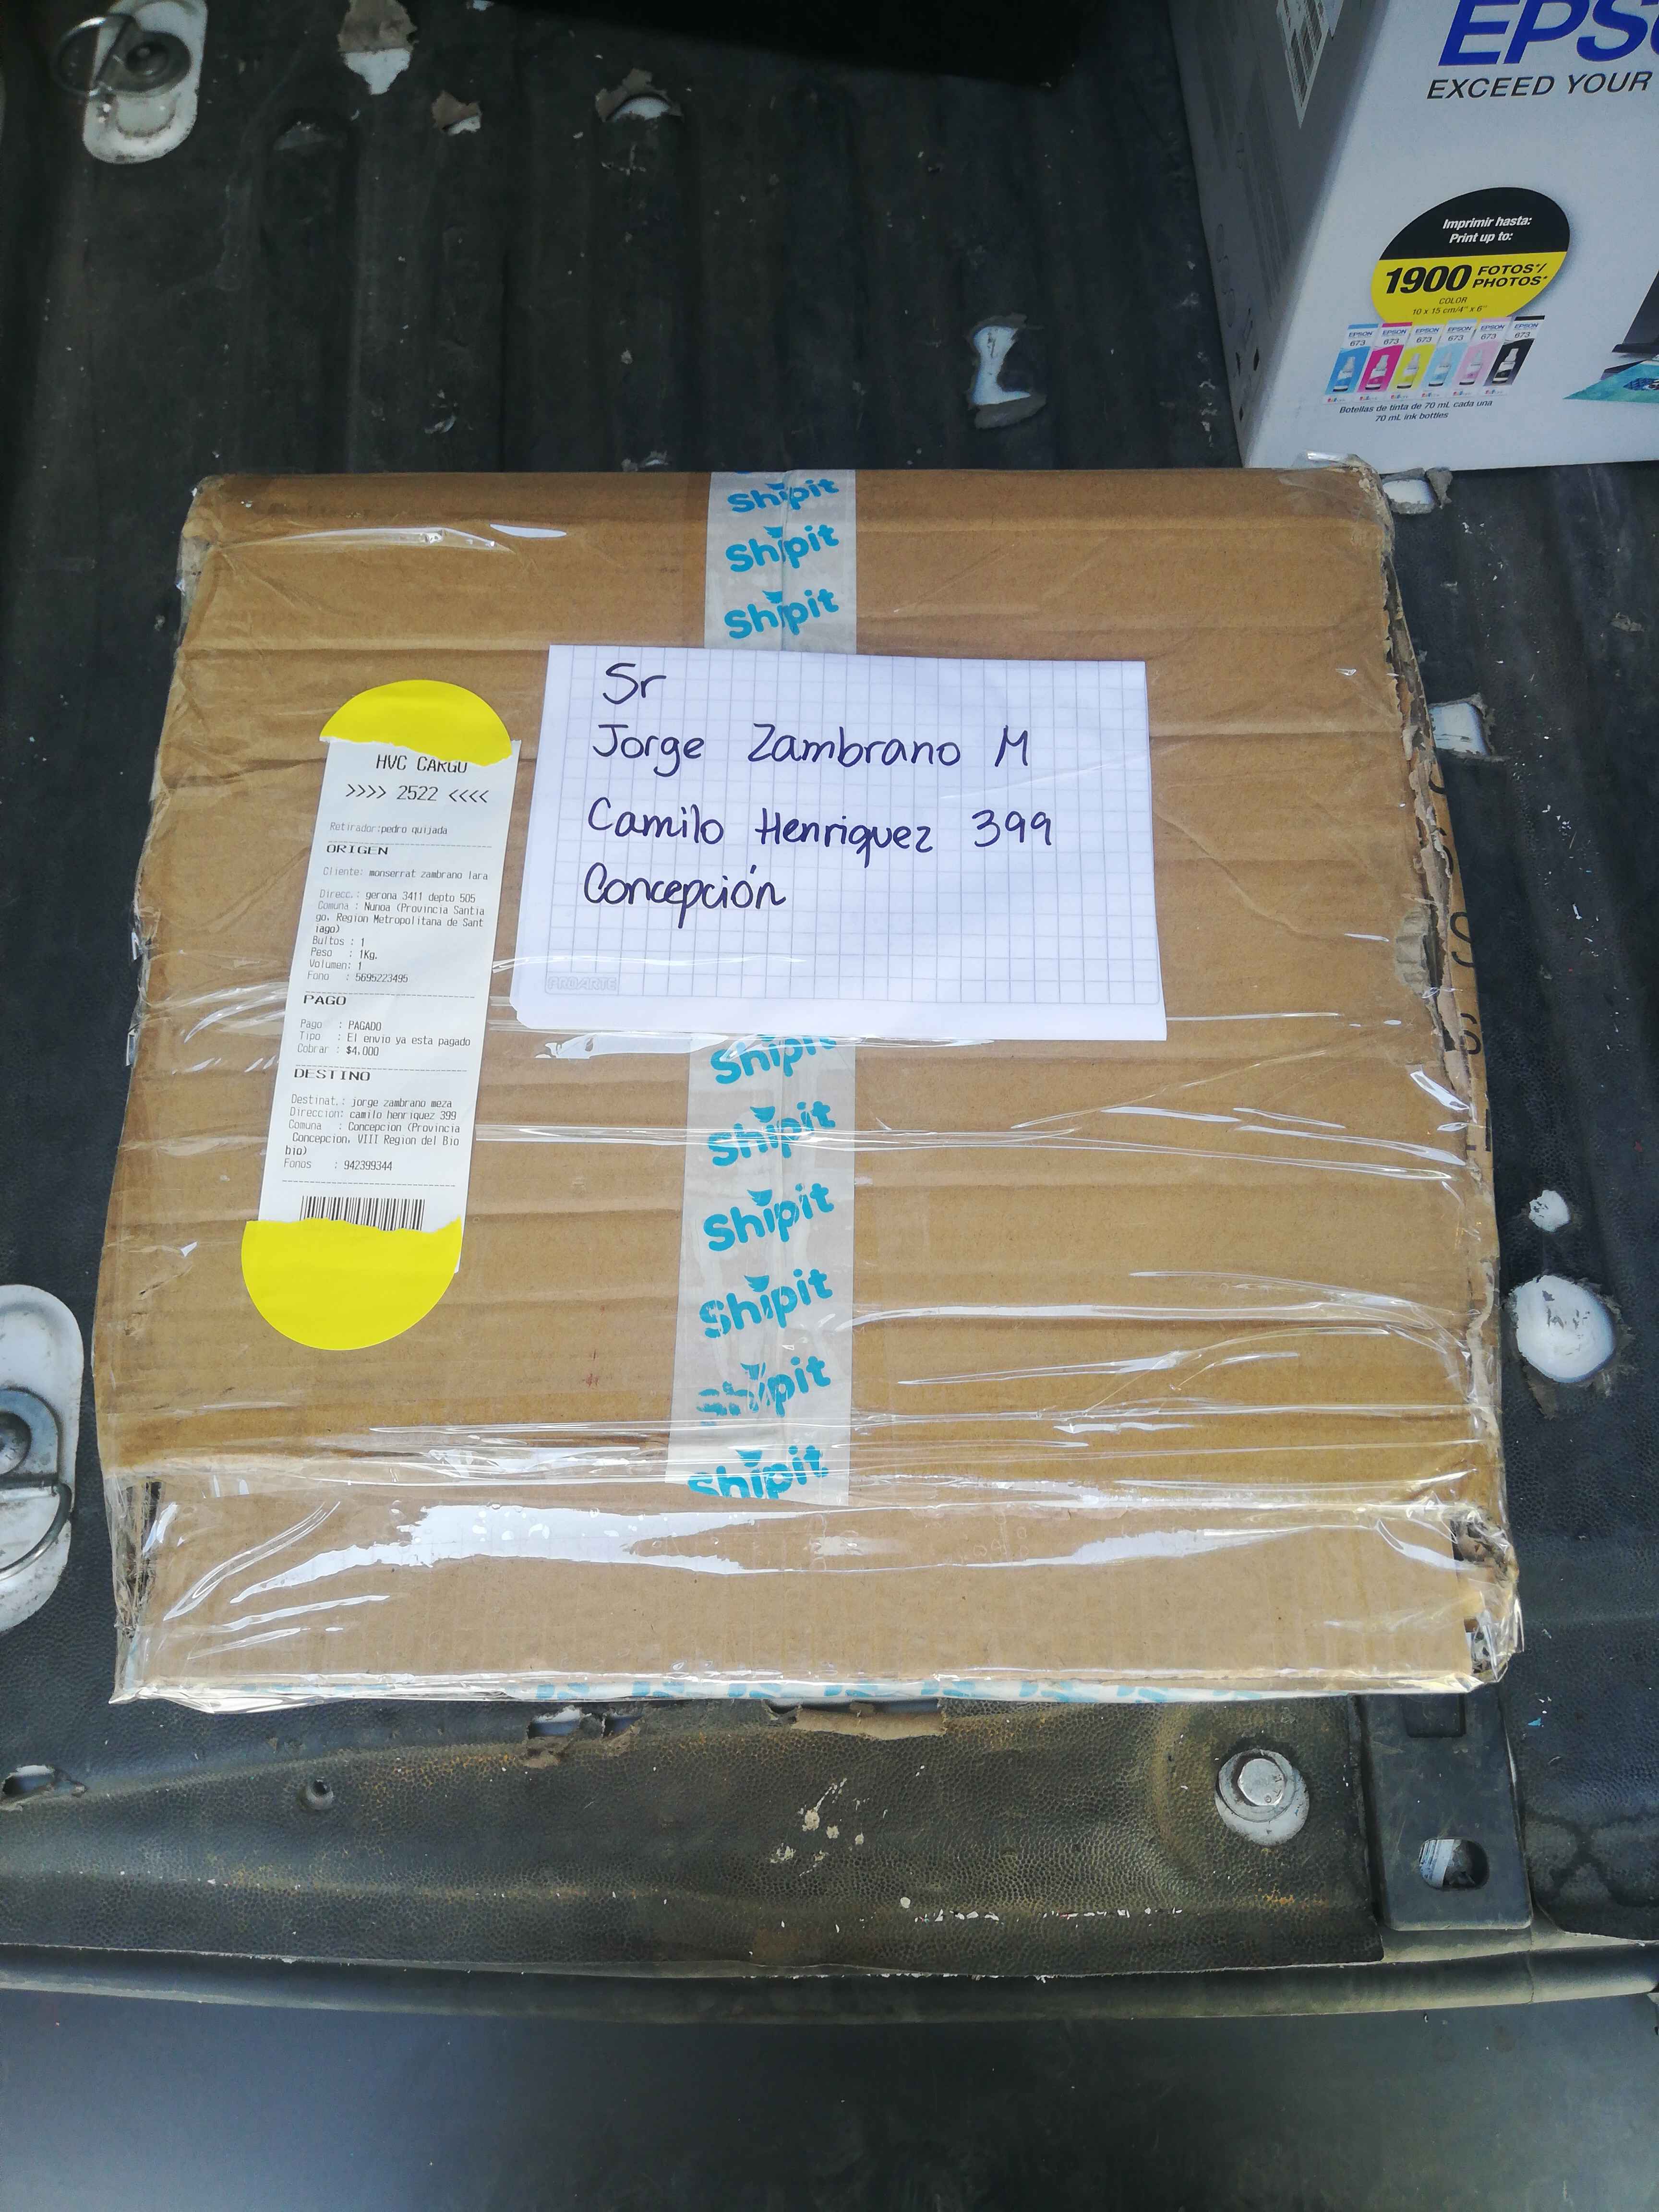 EPSO
EXCEED YOUR
Imprimir hasta:
Print up to:
1900 FOTOS*/
PHOTOS*
COLOR
10 x 15 cm/4" x 6"
EPSON EPSON EPSON EPSON EPSON EPSON
673 673 673 673 673 673
Botellas de tinta de 70 mL cada una
70 mL ink bottles
Shipit
Shipit
Shipit
Sr
Jorge Zambrano M
Camilo Henriquez 399
Concepción
PROARTE
HVC CARGO
>>>> 2522 <<<<
Retirador:pedro quijada
ORIGEN
Cliente: monserrat zambrano lara
Direcc.: gerona 3411 depto 505
Comuna : Nunoa (Provincia Santia
go, Region Metropolitana de Sant
iago)
Bultos : 1
Peso : 1Kg.
Volumen: 1
Fono : 5695223495
PAGO
Pago : PAGADO
Tipo : El envio ya esta pagado
Cobrar : $4,000
DESTINO
Destinat.: jorge zambrano meza
Direccion: camilo henriquez 399
Comuna : Concepcion (Provincia
Concepcion, VIII Region del Bio
bio)
Fonos : 942399344
Shipit
Shipit
Shipit
Shipit
Shipit
Shipit